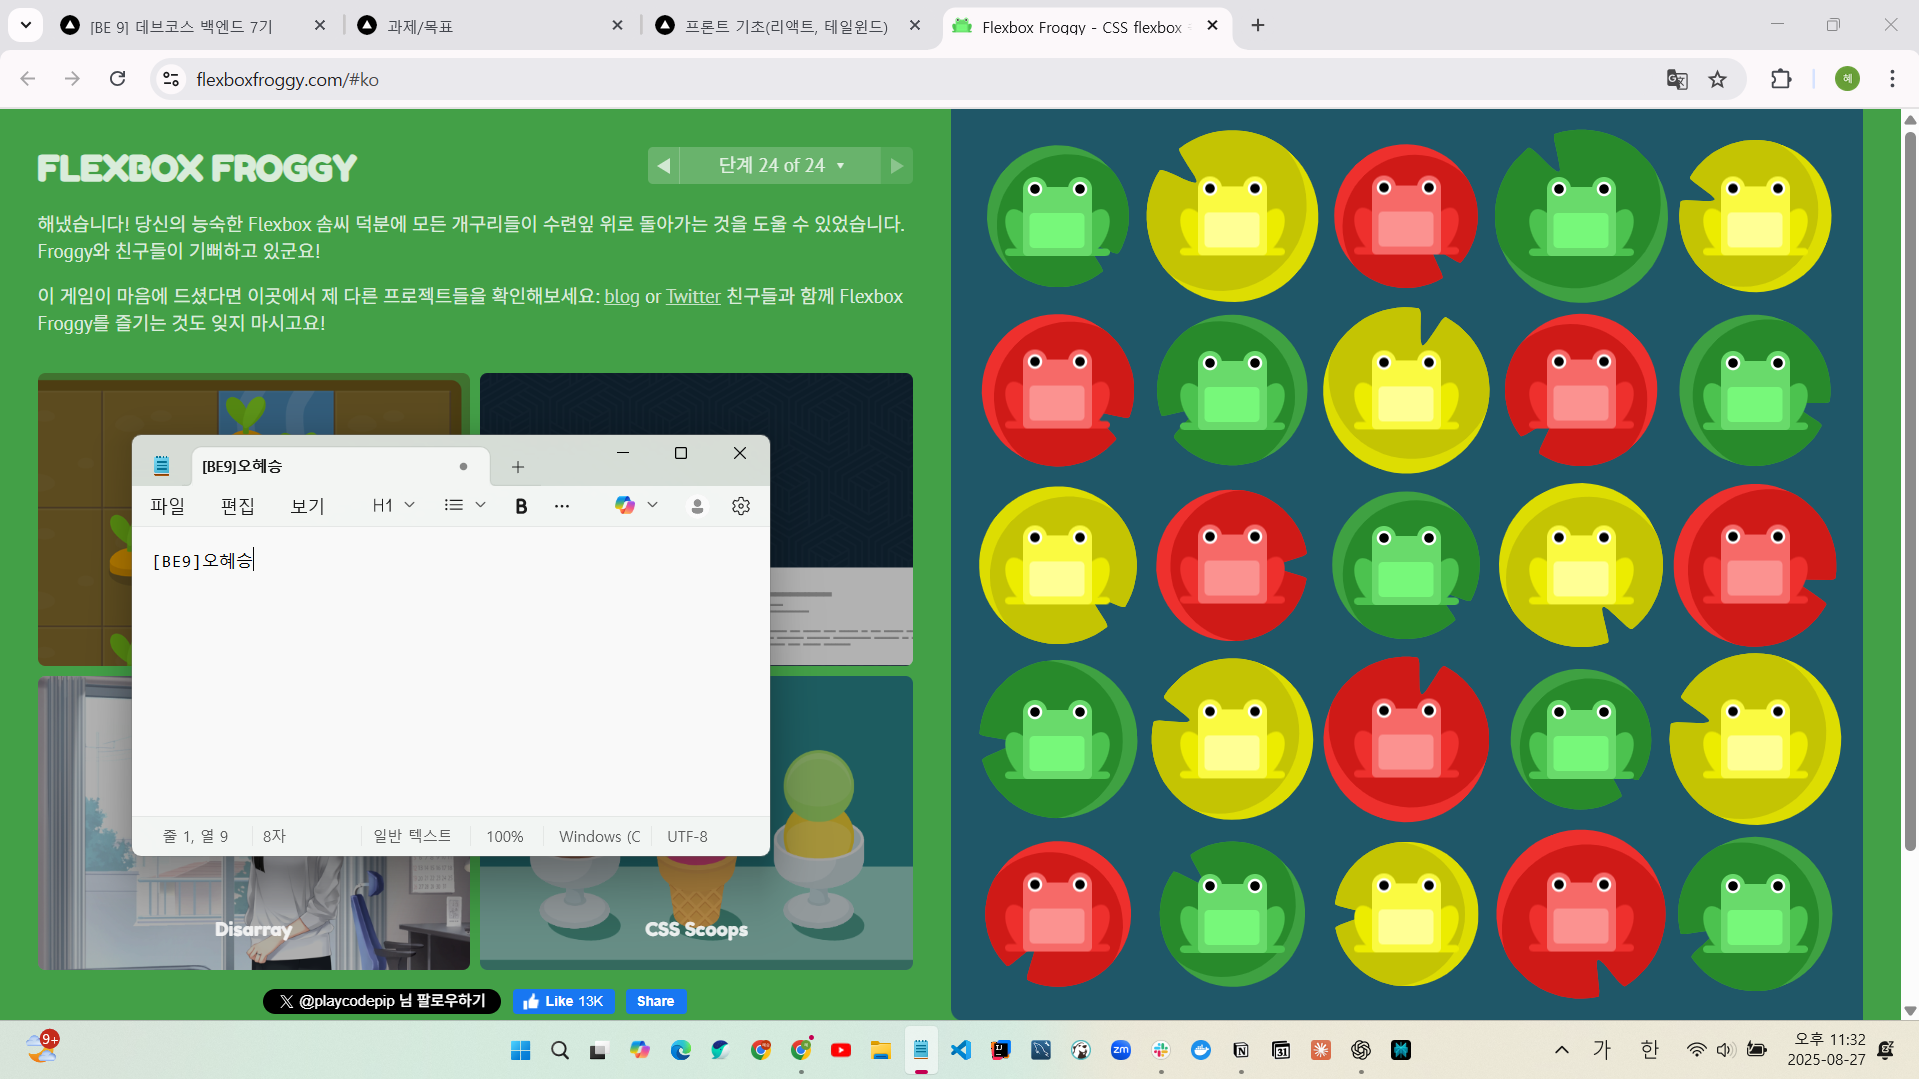 [BE 9] 데브코스 백엔드 7기
과제/목표
프론트 기초(리액트, 테일윈드)
Flexbox Froggy - CSS flexbox
flexboxfroggy.com/#ko
혜
FLEXBOX FROGGY
단계 24 of 24
해냈습니다! 당신의 능숙한 Flexbox 솜씨 덕분에 모든 개구리들이 수련잎 위로 돌아가는 것을 도울 수 있었습니다.
Froggy와 친구들이 기뻐하고 있군요!
이 게임이 마음에 드셨다면 이곳에서 제 다른 프로젝트들을 확인해보세요: blog or Twitter 친구들과 함께 Flexbox
Froggy를 즐기는 것도 잊지 마시고요!
[BE9]오혜승
파일 편집 보기 H1 B
[BE9]오혜승
줄 1, 열 9 8자 일반 텍스트 100% Windows (C UTF-8
Disarray
CSS Scoops
@playcodepip 님 팔로우하기
Like 13K
Share
9+
zm
31
가
한
오후 11:32
2025-08-27